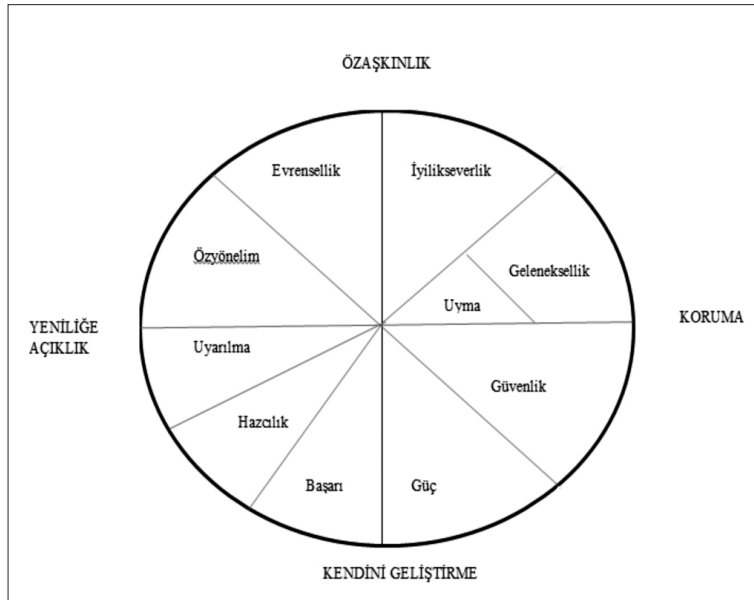 ÖZAŞKINLIK
Evrensellik
İyilikseverlik
Özyönelim
Geleneksellik
Uyma
YENİLİĞE
AÇIKLIK
KORUMA
Uyarılma
Güvenlik
Hazcılık
Başarı
Güç
KENDİNİ GELİŞTİRME